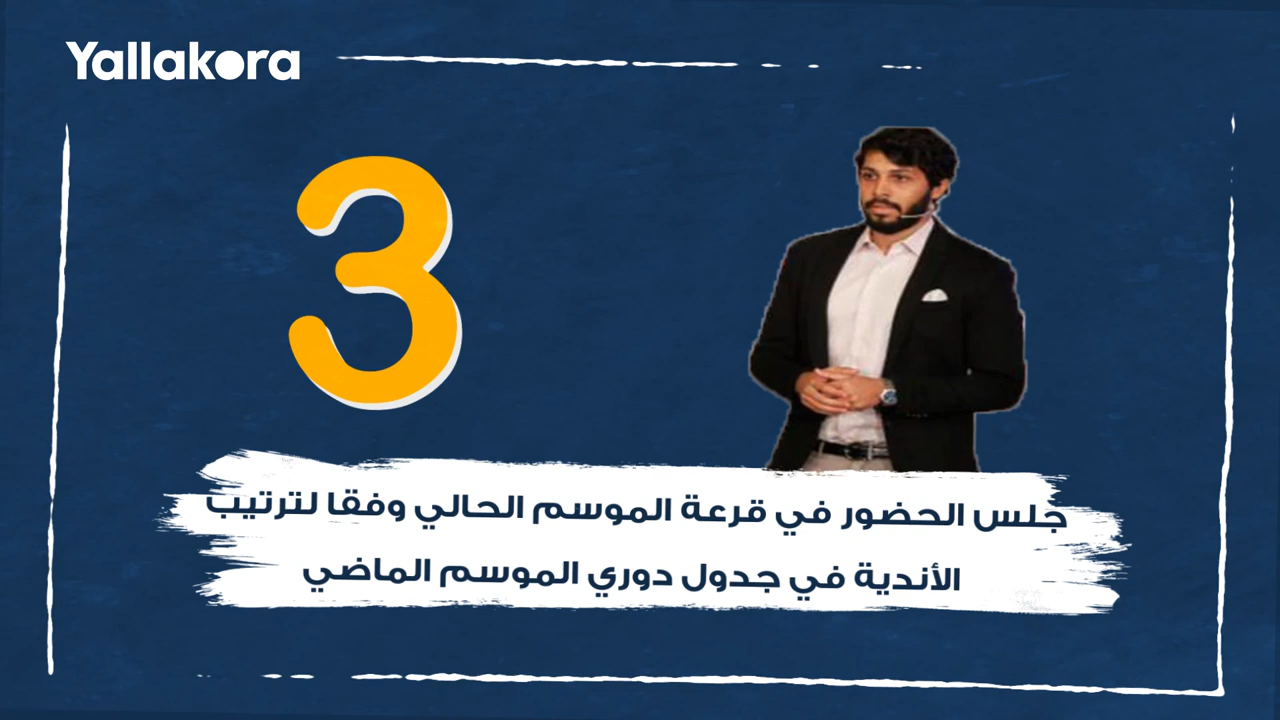 Yallakora
3
جلس الحضور في قرعة الموسم الحالي وفقا لترتيب
الأندية في جدول دوري الموسم الماضي